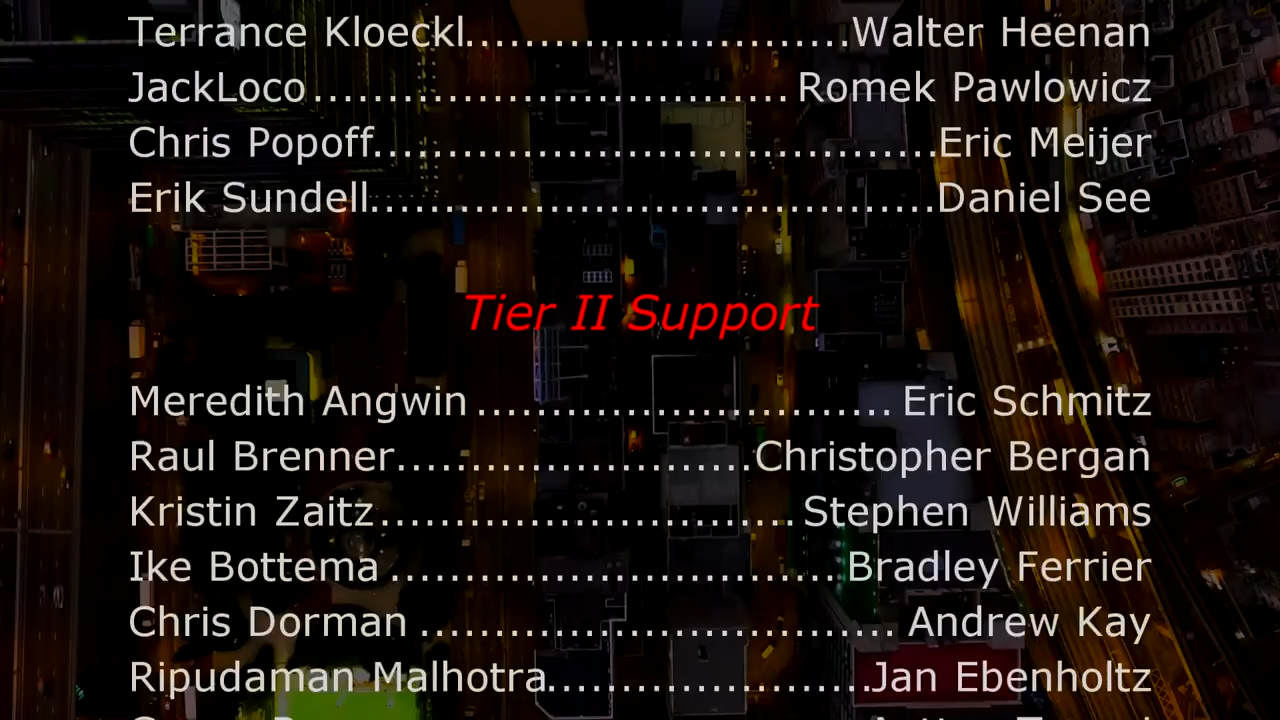 Terrance Kloeckl..........................Walter Heenan
JackLoco................................Romek Pawlowicz
Chris Popoff......................................Eric Meijer
Erik Sundell......................................Daniel See
Tier II Support
Meredith Angwin............................Eric Schmitz
Raul Brenner........................Christopher Bergan
Kristin Zaitz............................Stephen Williams
Ike Bottema..............................Bradley Ferrier
Chris Dorman................................Andrew Kay
Ripudaman Malhotra......................Jan Ebenholtz